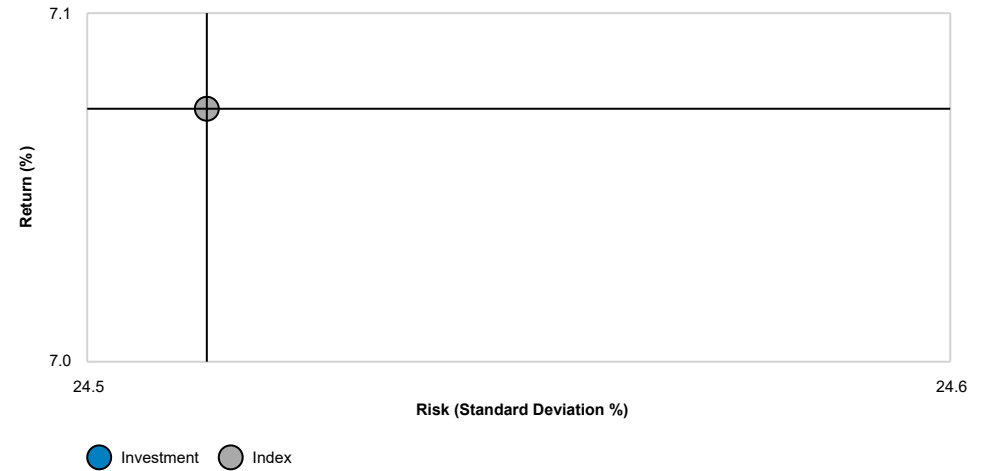 7.1
Return (%)
7.0
24.5
24.6
Risk (Standard Deviation %)
Investment
Index